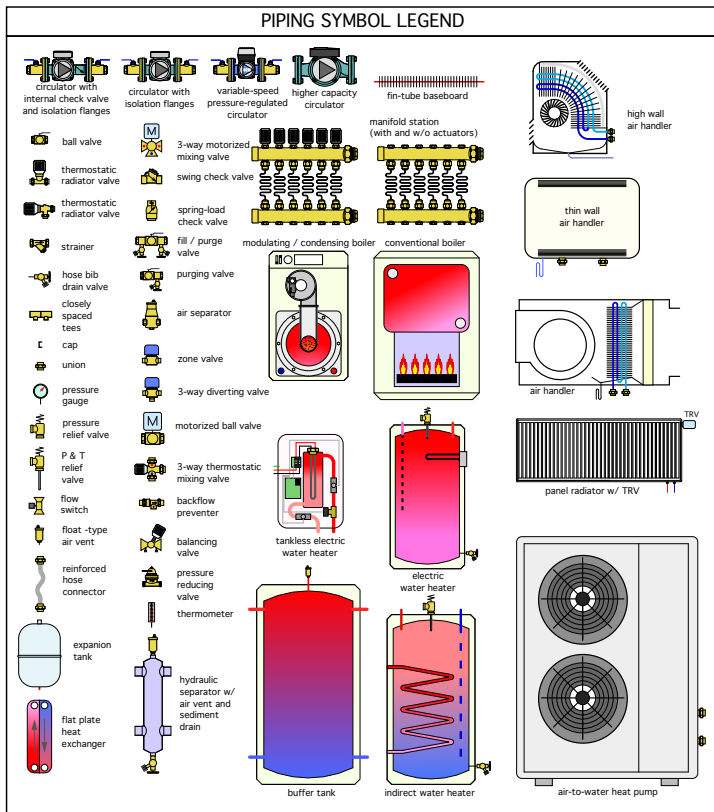 PIPING SYMBOL LEGEND
circulator with
internal check valve
and isolation flanges
circulator with
isolation flanges
variable-speed
pressure-regulated
circulator
higher capacity
circulator
fin-tube baseboard
high wall
air handler
ball valve
thermostatic
radiator valve
thermostatic
radiator valve
strainer
hose bib
drain valve
closely
spaced
tees
cap
union
pressure
gauge
pressure
relief valve
P & T
relief
valve
flow
switch
float -type
air vent
reinforced
hose
connector
expanion
tank
flat plate
heat
exchanger
M
3-way motorized
mixing valve
swing check valve
spring-load
check valve
fill / purge
valve
purging valve
air separator
zone valve
3-way diverting valve
M
motorized ball valve
3-way thermostatic
mixing valve
backflow
preventer
balancing
valve
pressure
reducing
valve
thermometer
hydraulic
separator w/
air vent and
sediment
drain
manifold station
(with and w/o actuators)
modulating / condensing boiler
conventional boiler
tankless electric
water heater
electric
water heater
buffer tank
indirect water heater
thin wall
air handler
air handler
TRV
panel radiator w/ TRV
air-to-water heat pump